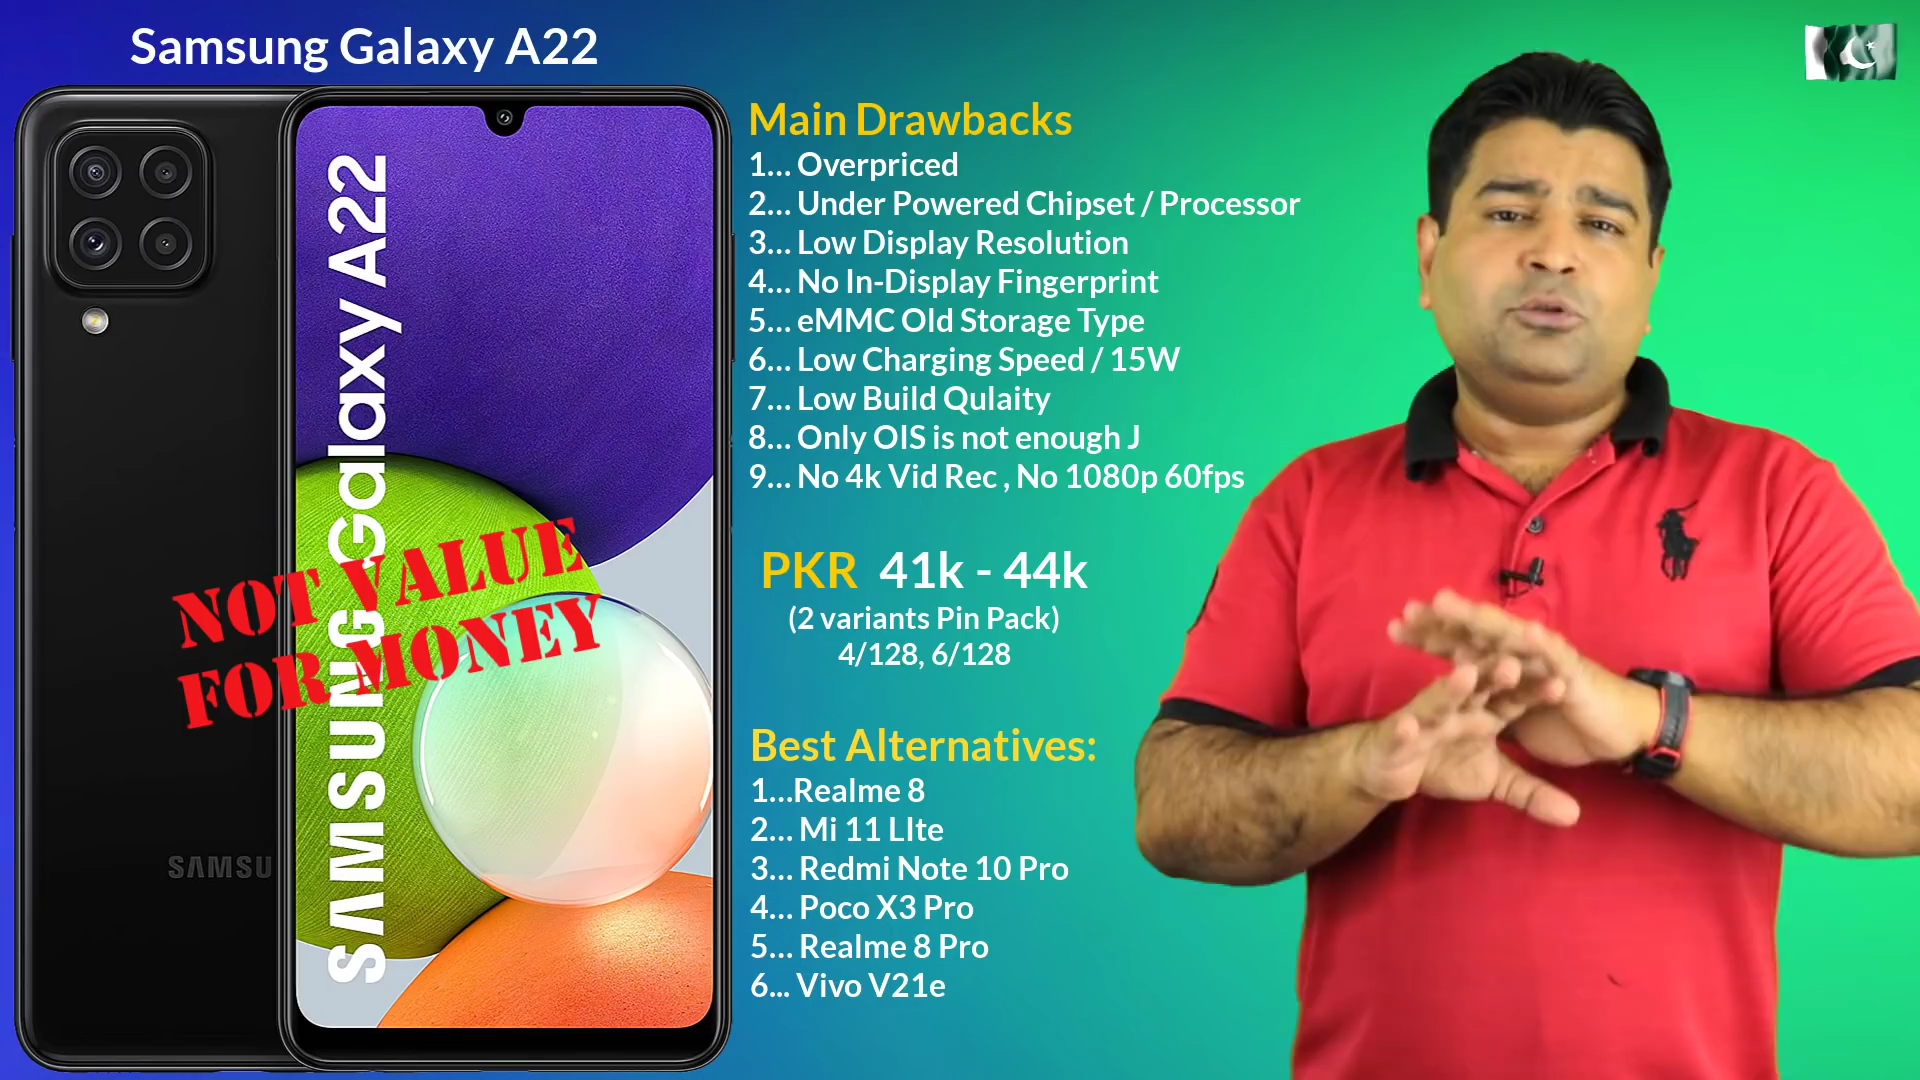 Samsung Galaxy A22
SAMSUNG Galaxy A22
SAMSU
NOT VALUE
FOR MONEY
Main Drawbacks
1... Overpriced
2... Under Powered Chipset / Processor
3... Low Display Resolution
4... No In-Display Fingerprint
5... eMMC Old Storage Type
6... Low Charging Speed / 15W
7... Low Build Qulaity
8... Only OIS is not enough J
9... No 4k Vid Rec , No 1080p 60fps
PKR 41k - 44k
(2 variants Pin Pack)
4/128, 6/128
Best Alternatives:
1...Realme 8
2... Mi 11 LIte
3... Redmi Note 10 Pro
4... Poco X3 Pro
5... Realme 8 Pro
6... Vivo V21e